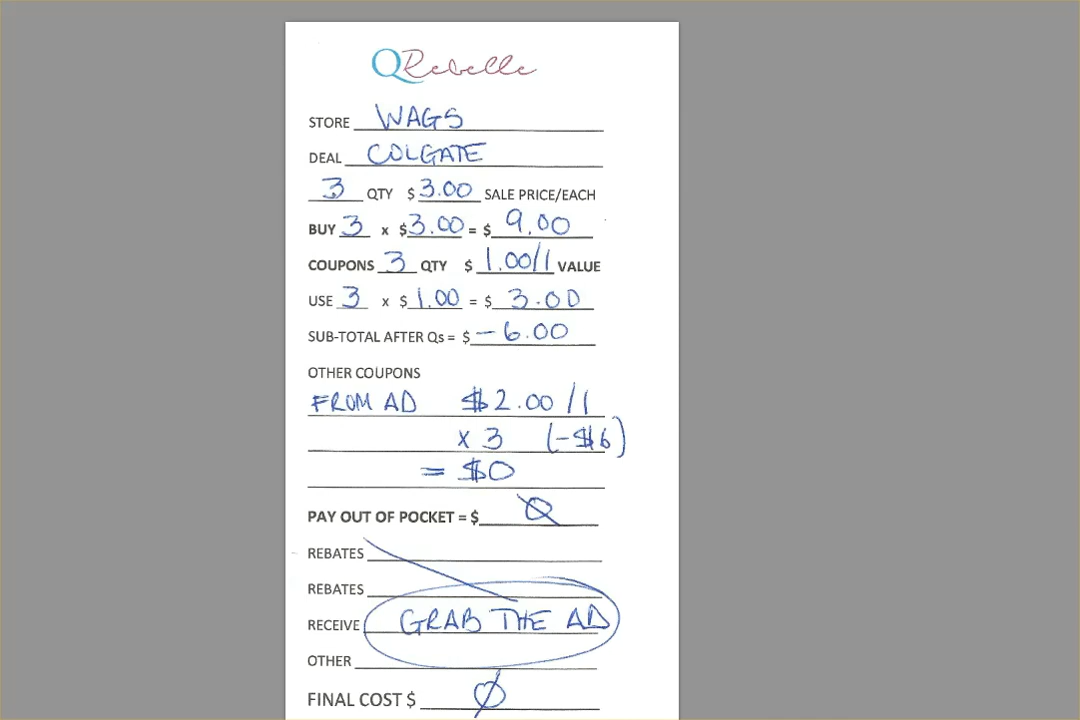 QRebelle
STORE WAGS
DEAL COLGATE
3 QTY $3.00 SALE PRICE/EACH
BUY 3 x $3.00 = $ 9.00
COUPONS 3 QTY $ 1.00/1 VALUE
USE 3 x $1.00 = $ 3.00
SUB-TOTAL AFTER Qs = $ - 6.00
OTHER COUPONS
FROM AD $2.00/1
x 3 (-$6)
= $0
PAY OUT OF POCKET = $ 0
REBATES
REBATES
RECEIVE GRAB THE AD
OTHER
FINAL COST $ 0